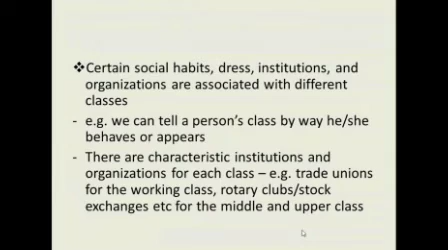 ❖Certain social habits, dress, institutions, and
organizations are associated with different
classes
- e.g. we can tell a person's class by way he/she
behaves or appears
- There are characteristic institutions and
organizations for each class – e.g. trade unions
for the working class, rotary clubs/stock
exchanges etc for the middle and upper class